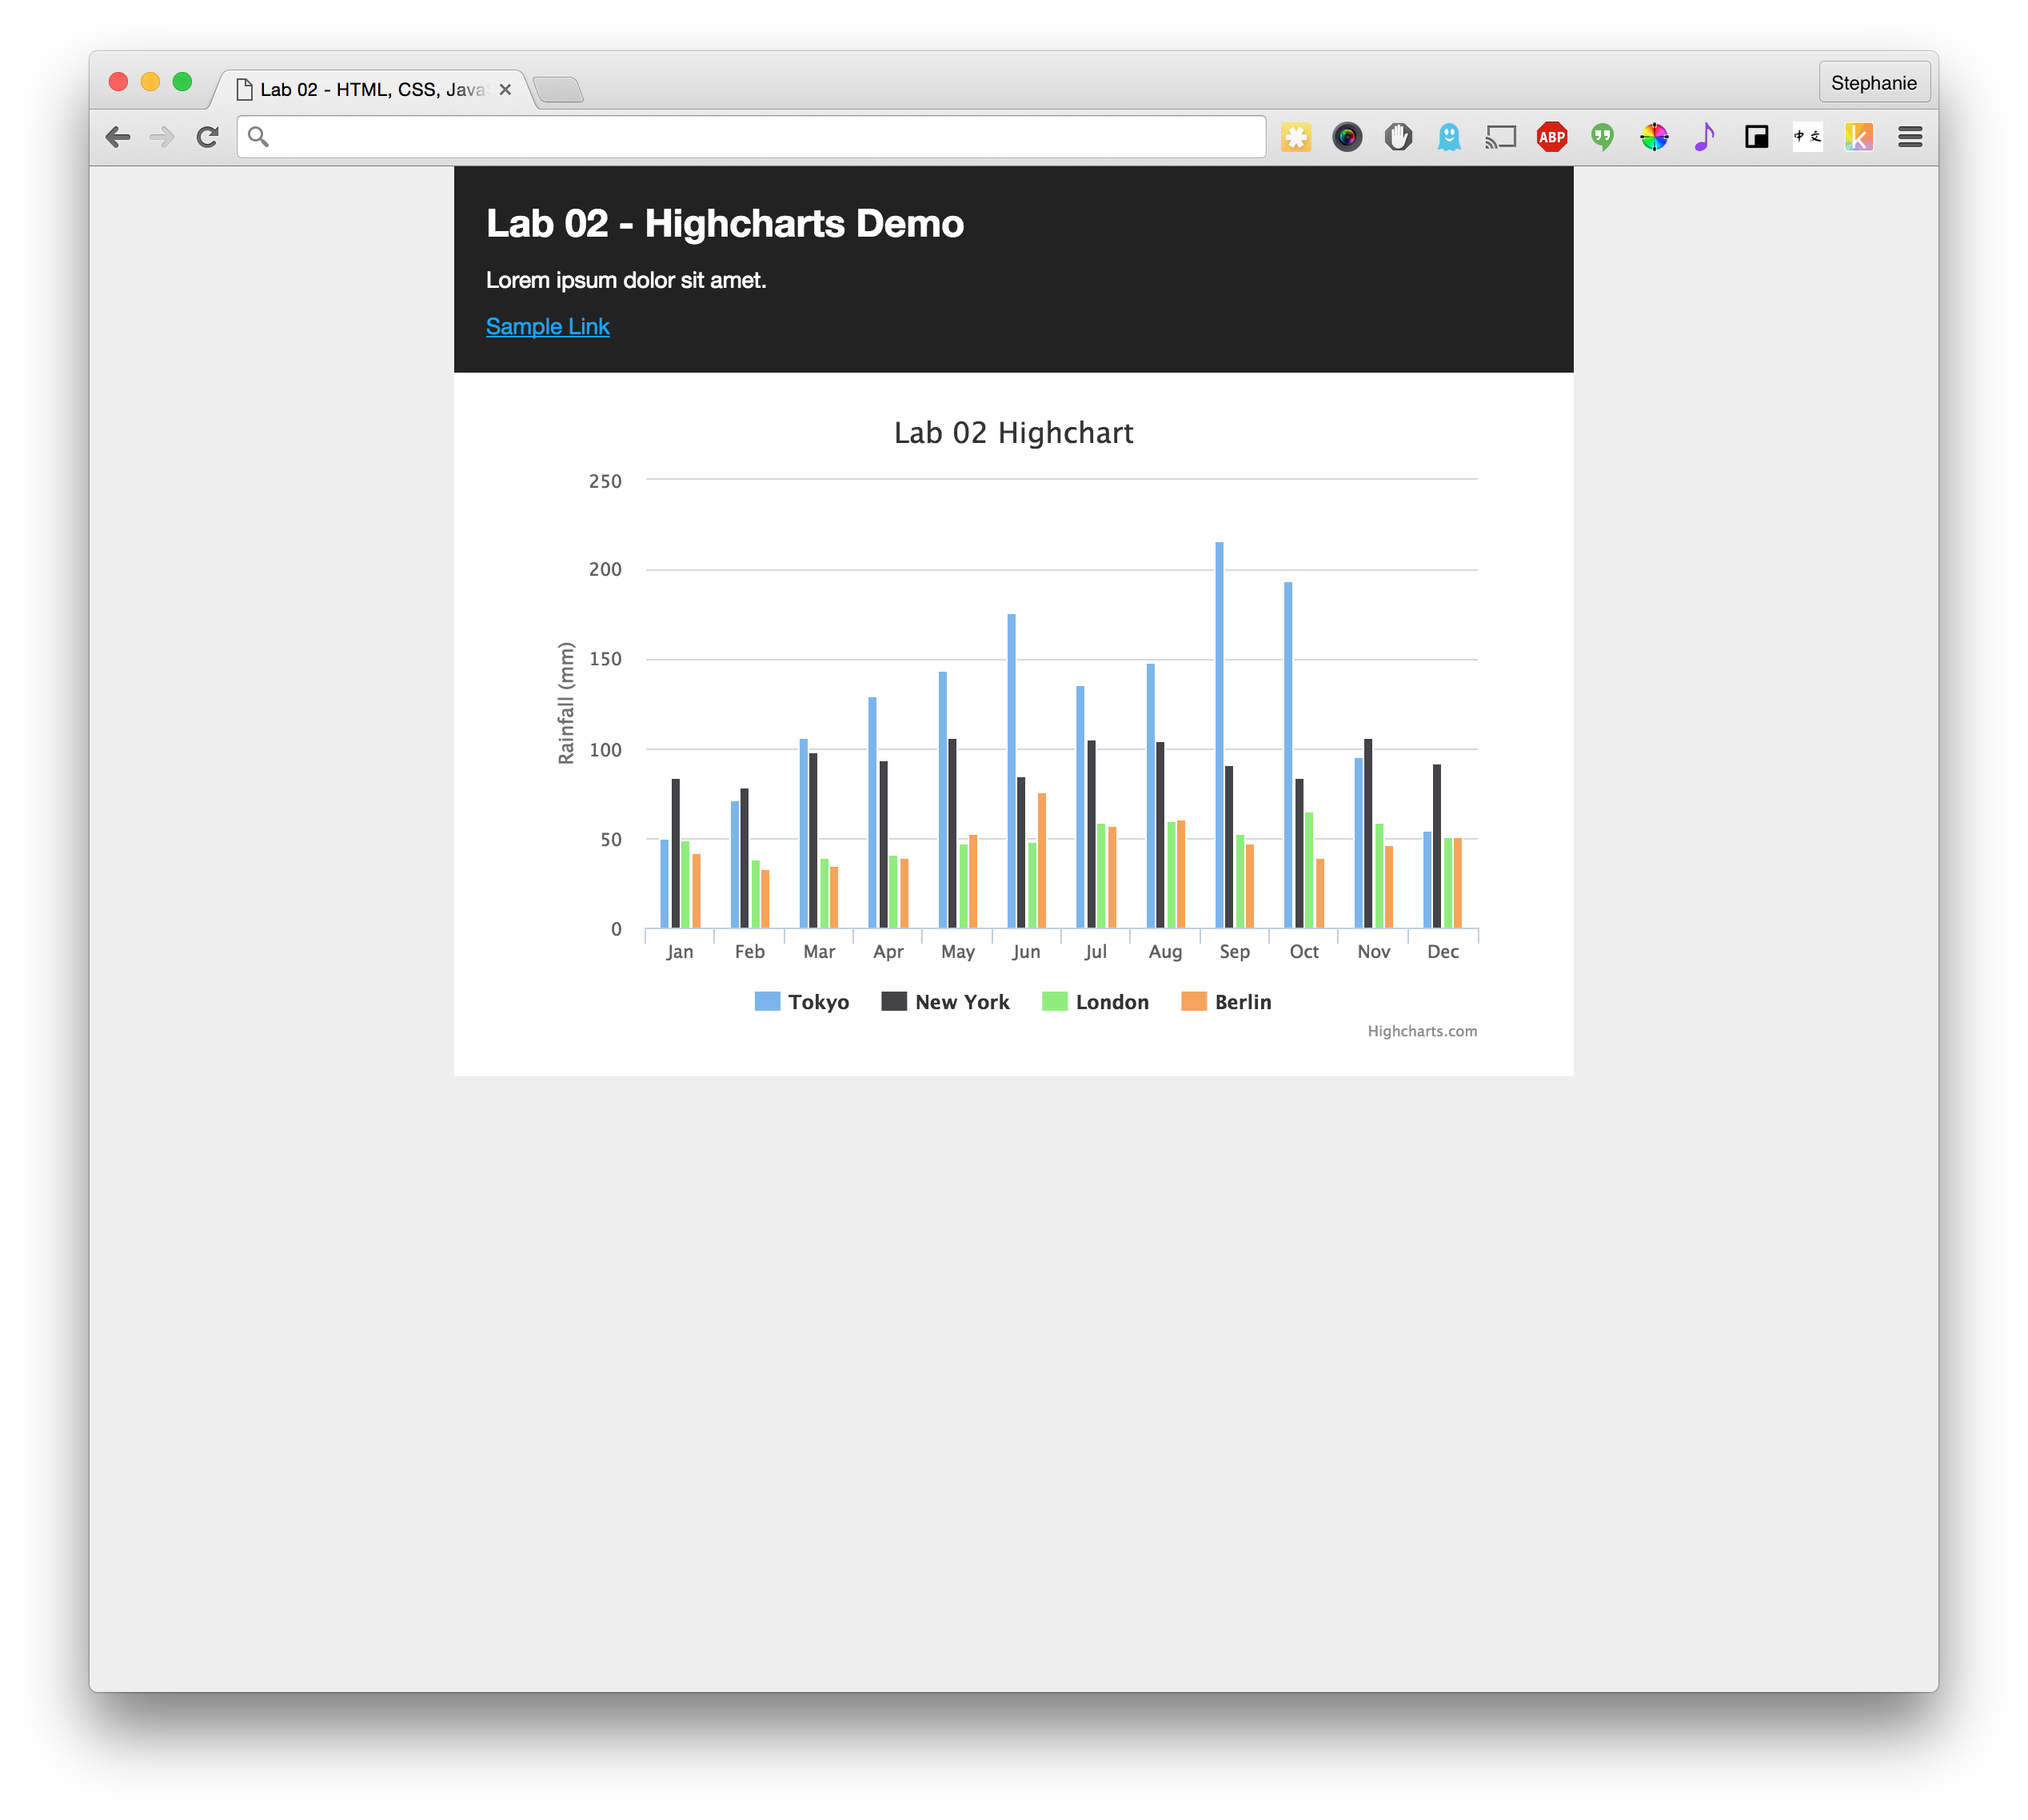 Lab 02 - HTML, CSS, Java
Stephanie
ABP
中 文
k
Lab 02 - Highcharts Demo
Lorem ipsum dolor sit amet.
Sample Link
Lab 02 Highchart
Rainfall (mm)
250
200
150
100
50
0
Jan Feb Mar Apr May Jun Jul Aug Sep Oct Nov Dec
Tokyo New York London Berlin
Highcharts.com